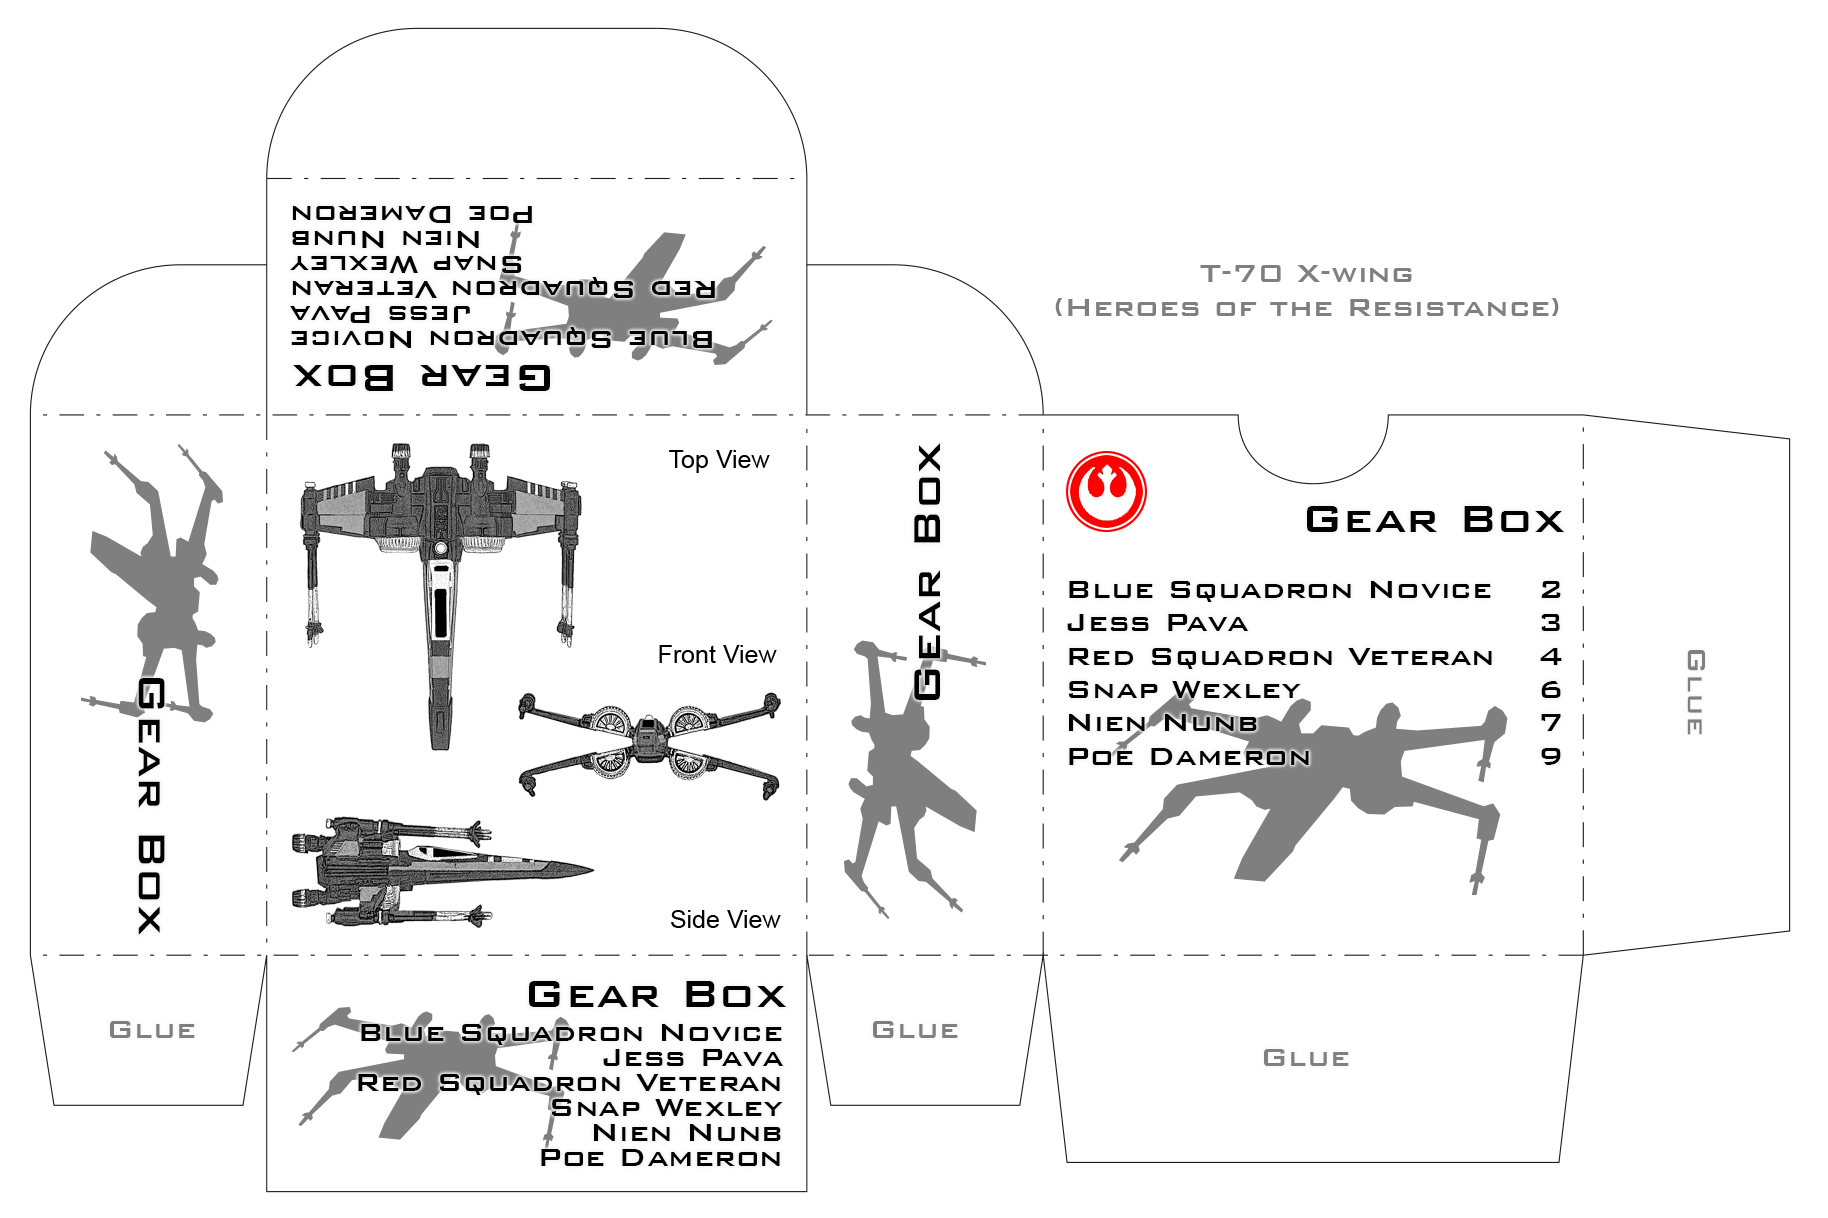 Poe Dameron
Nien Nunb
Snap Wexley
Red Squadron Veteran
Jess Pava
Blue Squadron Novice
Gear Box
T-70 X-wing
(Heroes of the Resistance)
Gear Box
Top View
Front View
Side View
Gear Box
Gear Box
Blue Squadron Novice 2
Jess Pava 3
Red Squadron Veteran 4
Snap Wexley 6
Nien Nunb 7
Poe Dameron 9
Glue
Glue
Gear Box
Blue Squadron Novice
Jess Pava
Red Squadron Veteran
Snap Wexley
Nien Nunb
Poe Dameron
Glue
Glue